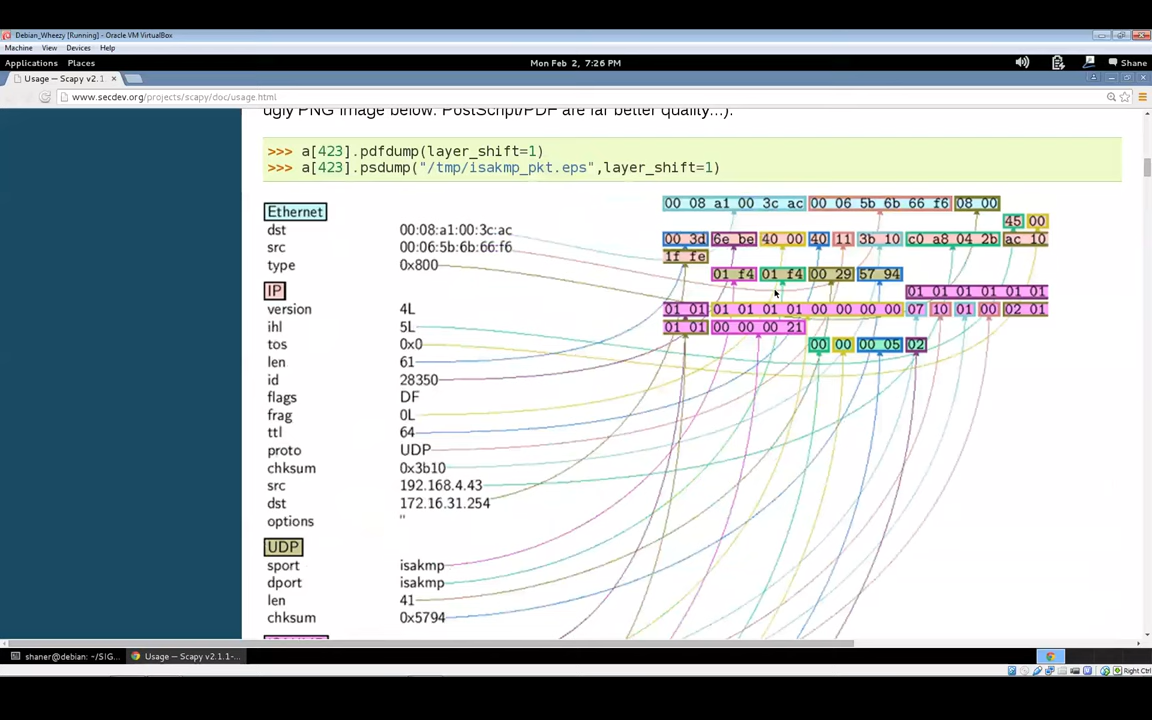 Debian_Wheezy [Running] - Oracle VM VirtualBox
Machine View Devices Help
Applications Places Mon Feb 2, 7:26 PM Shane
Usage — Scapy v2.1 ×
www.secdev.org/projects/scapy/doc/usage.html
ugly PNG image below. PostScript/PDF are far better quality...):
>>> a[423].pdfdump(layer_shift=1)
>>> a[423].psdump("/tmp/isakmp_pkt.eps",layer_shift=1)
00 08 a1 00 3c ac 00 06 5b 6b 66 f6 08 00
Ethernet
45 00
dst 00:08:a1:00:3c:ac
00 3d 6e be 40 00 40 11 3b 10 c0 a8 04 2b ac 10
src 00:06:5b:6b:66:f6
1f fe
type 0x800
01 f4 01 f4 00 29 57 94
IP
01 01 01 01 01 01
version 4L
01 01 01 01 01 01 00 00 00 00 07 10 01 00 02 01
ihl 5L
01 01 00 00 00 21
tos 0x0
00 00 00 05 02
len 61
id 28350
flags DF
frag 0L
ttl 64
proto UDP
chksum 0x3b10
src 192.168.4.43
dst 172.16.31.254
options ''
UDP
sport isakmp
dport isakmp
len 41
chksum 0x5794
shaner@debian: ~/SIG... Usage — Scapy v2.1.1-...
Right Ctrl